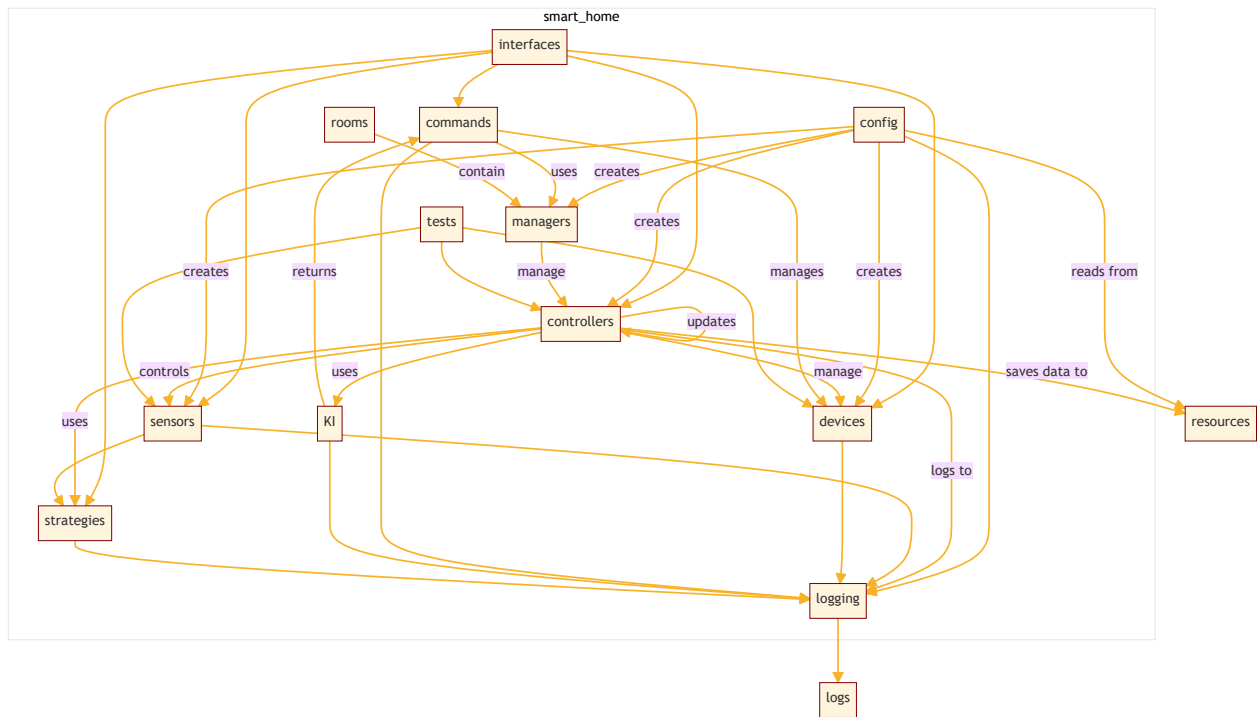 smart_home
interfaces
rooms
commands
config
contain
uses
creates
tests
managers
creates
creates
returns
manage
manages
creates
reads from
controllers
updates
controls
uses
manage
saves data to
uses
sensors
KI
devices
resources
logs to
strategies
logging
logs